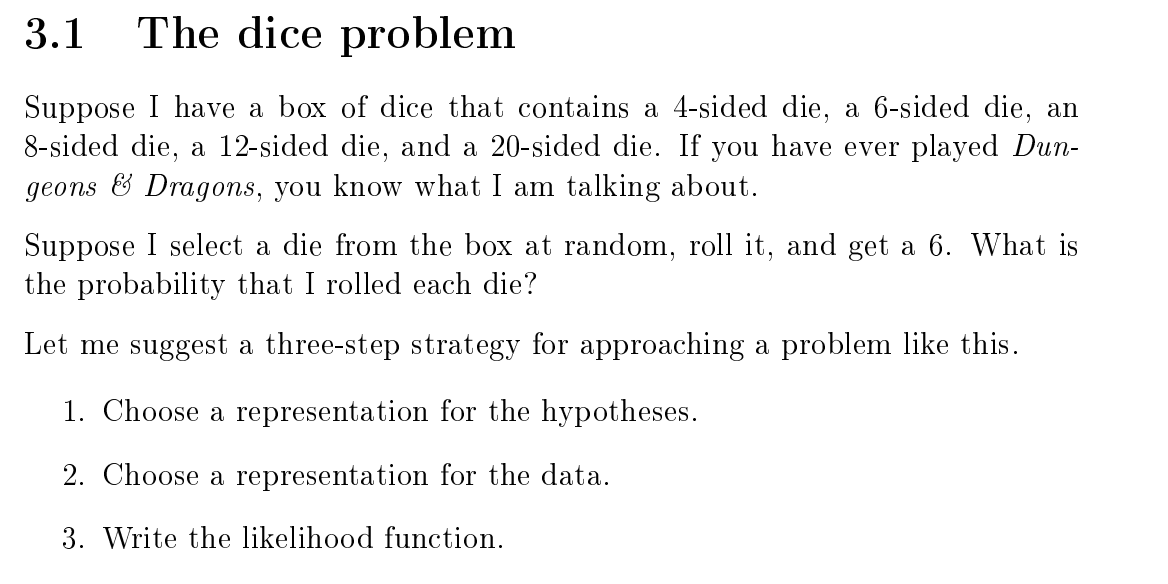 3.1 The dice problem
Suppose I have a box of dice that contains a 4-sided die, a 6-sided die, an
8-sided die, a 12-sided die, and a 20-sided die. If you have ever played Dun-
geons & Dragons, you know what I am talking about.
Suppose I select a die from the box at random, roll it, and get a 6. What is
the probability that I rolled each die?
Let me suggest a three-step strategy for approaching a problem like this.
1. Choose a representation for the hypotheses.
2. Choose a representation for the data.
3. Write the likelihood function.